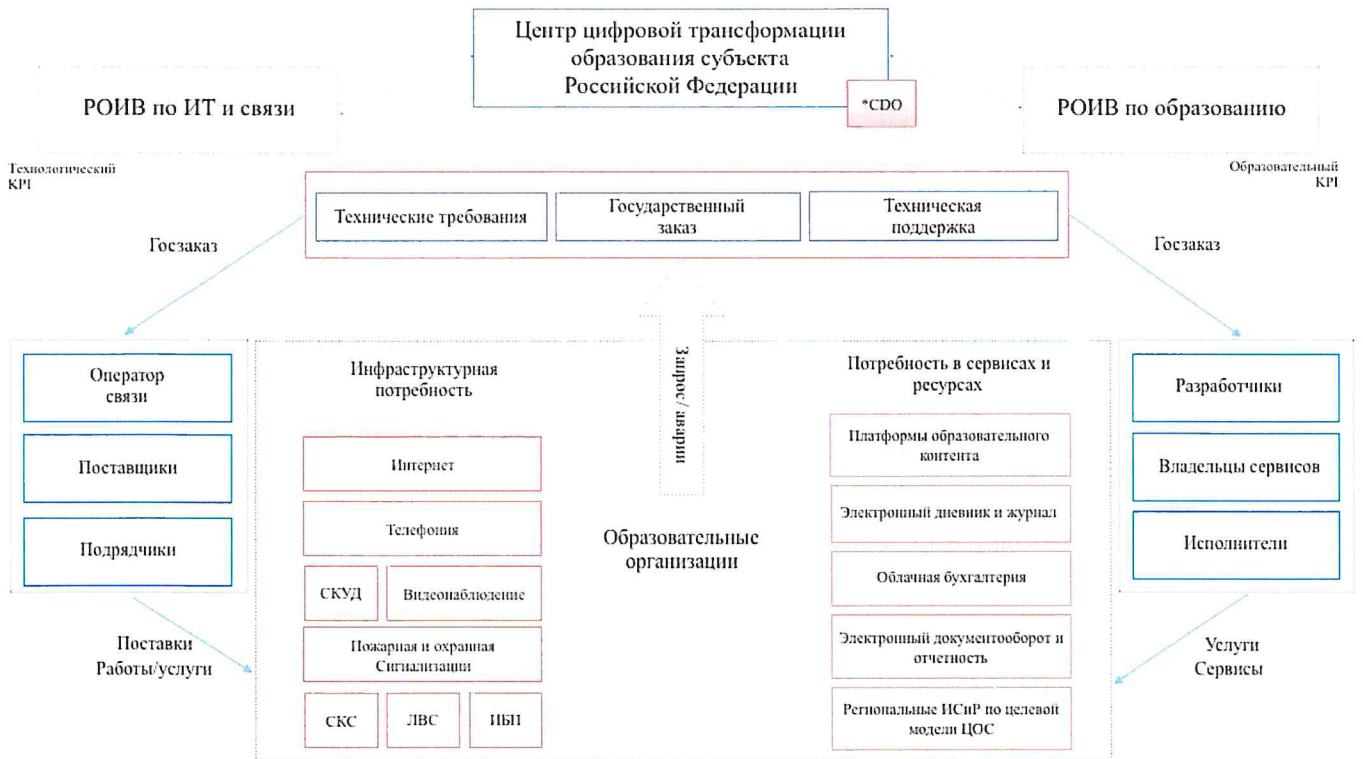 Центр цифровой трансформации
образования субъекта
Российской Федерации
*CDO
РОИВ по ИТ и связи
РОИВ по образованию
Технологический
KPI
Образовательный
KPI
Технические требования
Государственный
заказ
Техническая
поддержка
Госзаказ
Госзаказ
Запрос / аварии
Оператор
связи
Поставщики
Подрядчики
Поставки
Работы/услуги
Инфраструктурная
потребность
Интернет
Телефония
СКУД
Видеонаблюдение
Пожарная и охранная
Сигнализации
СКС
ЛВС
ИБП
Образовательные
организации
Потребность в сервисах и
ресурсах
Платформы образовательного
контента
Электронный дневник и журнал
Облачная бухгалтерия
Электронный документооборот и
отчетность
Региональные ИСиР по целевой
модели ЦОС
Разработчики
Владельцы сервисов
Исполнители
Услуги
Сервисы